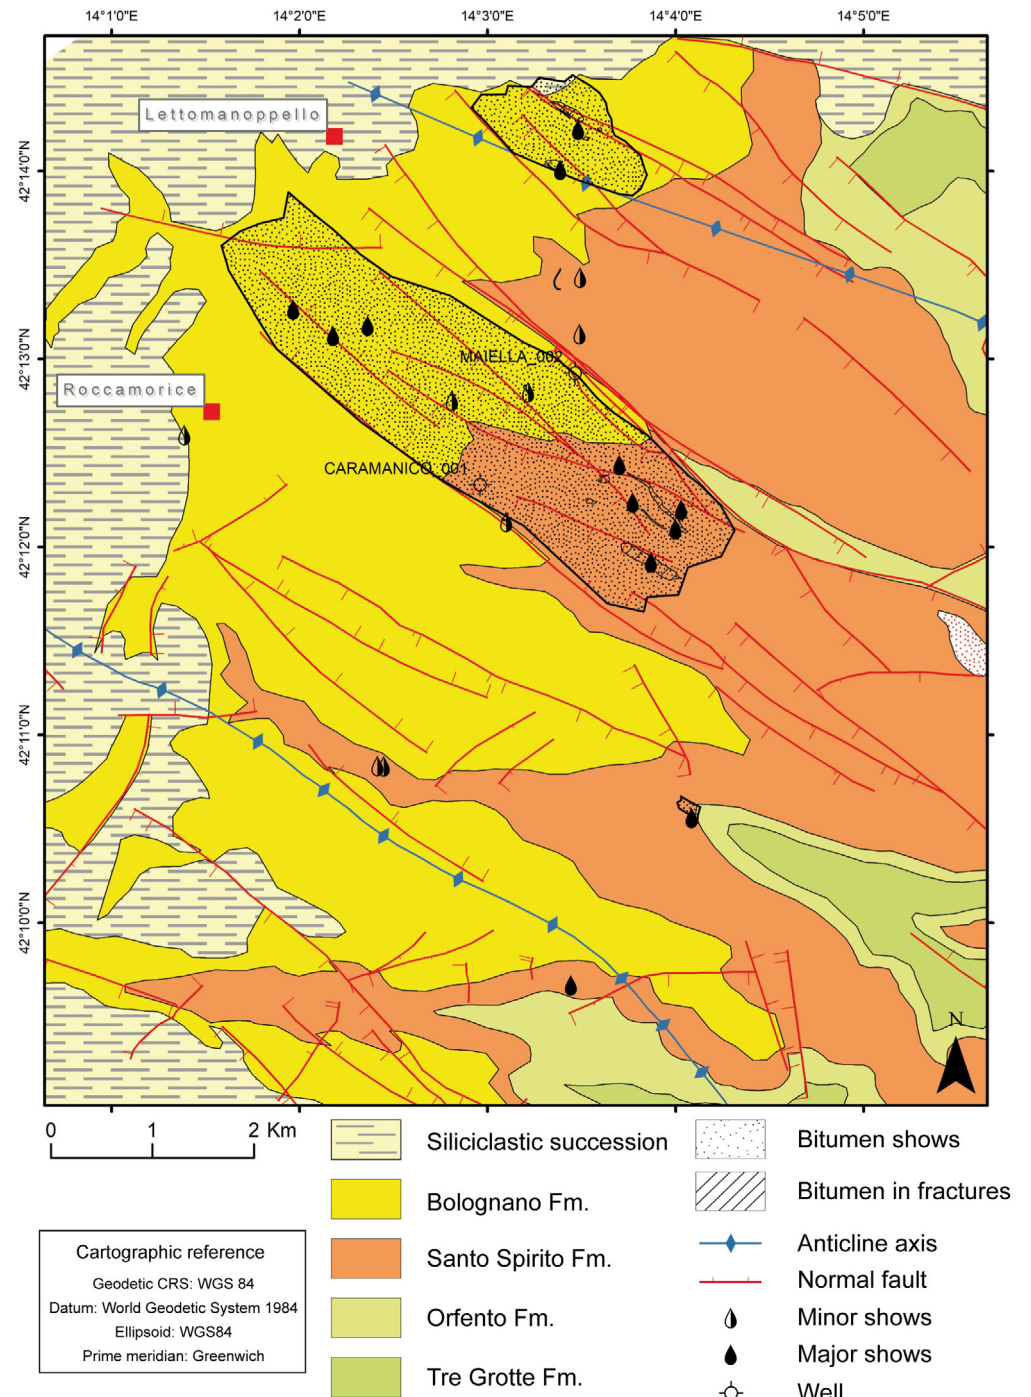 14°1'0"E
14°2'0"E
14°3'0"E
14°4'0"E
14°5'0"E
42°14'0"N
42°13'0"N
42°12'0"N
42°11'0"N
42°10'0"N
Lettomanoppello
MAIELLA_002
Roccamorice
CARAMANICO_001
N
0 1 2 Km
Cartographic reference
Geodetic CRS: WGS 84
Datum: World Geodetic System 1984
Ellipsoid: WGS84
Prime meridian: Greenwich
Siliciclastic succession
Bolognano Fm.
Santo Spirito Fm.
Orfento Fm.
Tre Grotte Fm.
Bitumen shows
Bitumen in fractures
Anticline axis
Normal fault
Minor shows
Major shows
Well